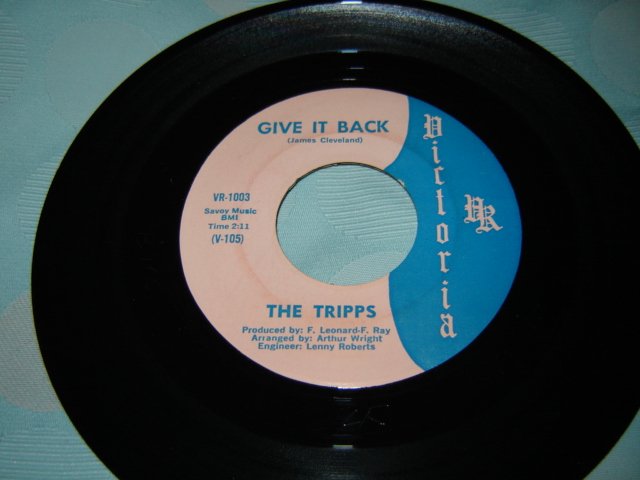 GIVE IT BACK
(James Cleveland)
VR-1003
Savoy Music
BMI
Time 2:11
(V-105)
THE TRIPPS
Produced by: F. Leonard-F. Ray
Arranged by: Arthur Wright
Engineer: Lenny Roberts
Victoria
VR